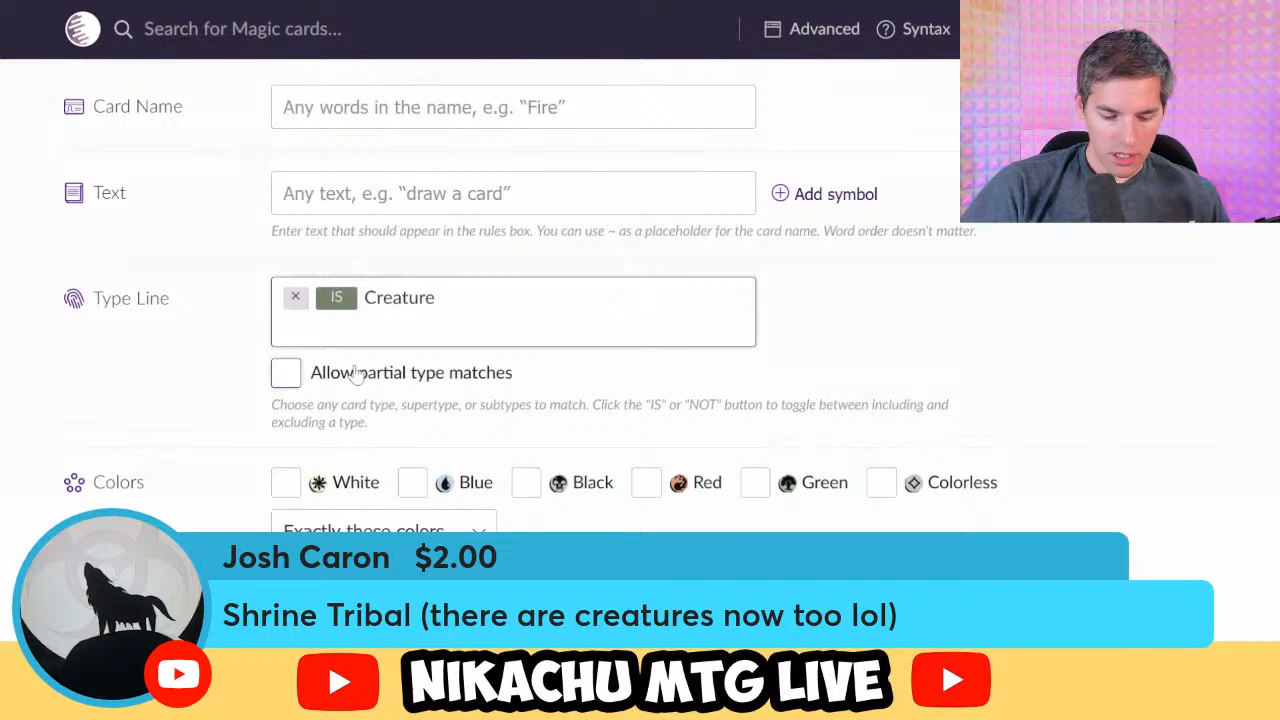 Search for Magic cards...
Advanced
Syntax
Card Name
Any words in the name, e.g. “Fire”
Text
Any text, e.g. “draw a card”
Add symbol
Enter text that should appear in the rules box. You can use ~ as a placeholder for the card name. Word order doesn't matter.
Type Line
× IS Creature
Allow partial type matches
Choose any card type, supertype, or subtypes to match. Click the "IS" or "NOT" button to toggle between including and
excluding a type.
Colors
White
Blue
Black
Red
Green
Colorless
Exactly these colors
Josh Caron $2.00
Shrine Tribal (there are creatures now too lol)
NIKACHU MTG LIVE